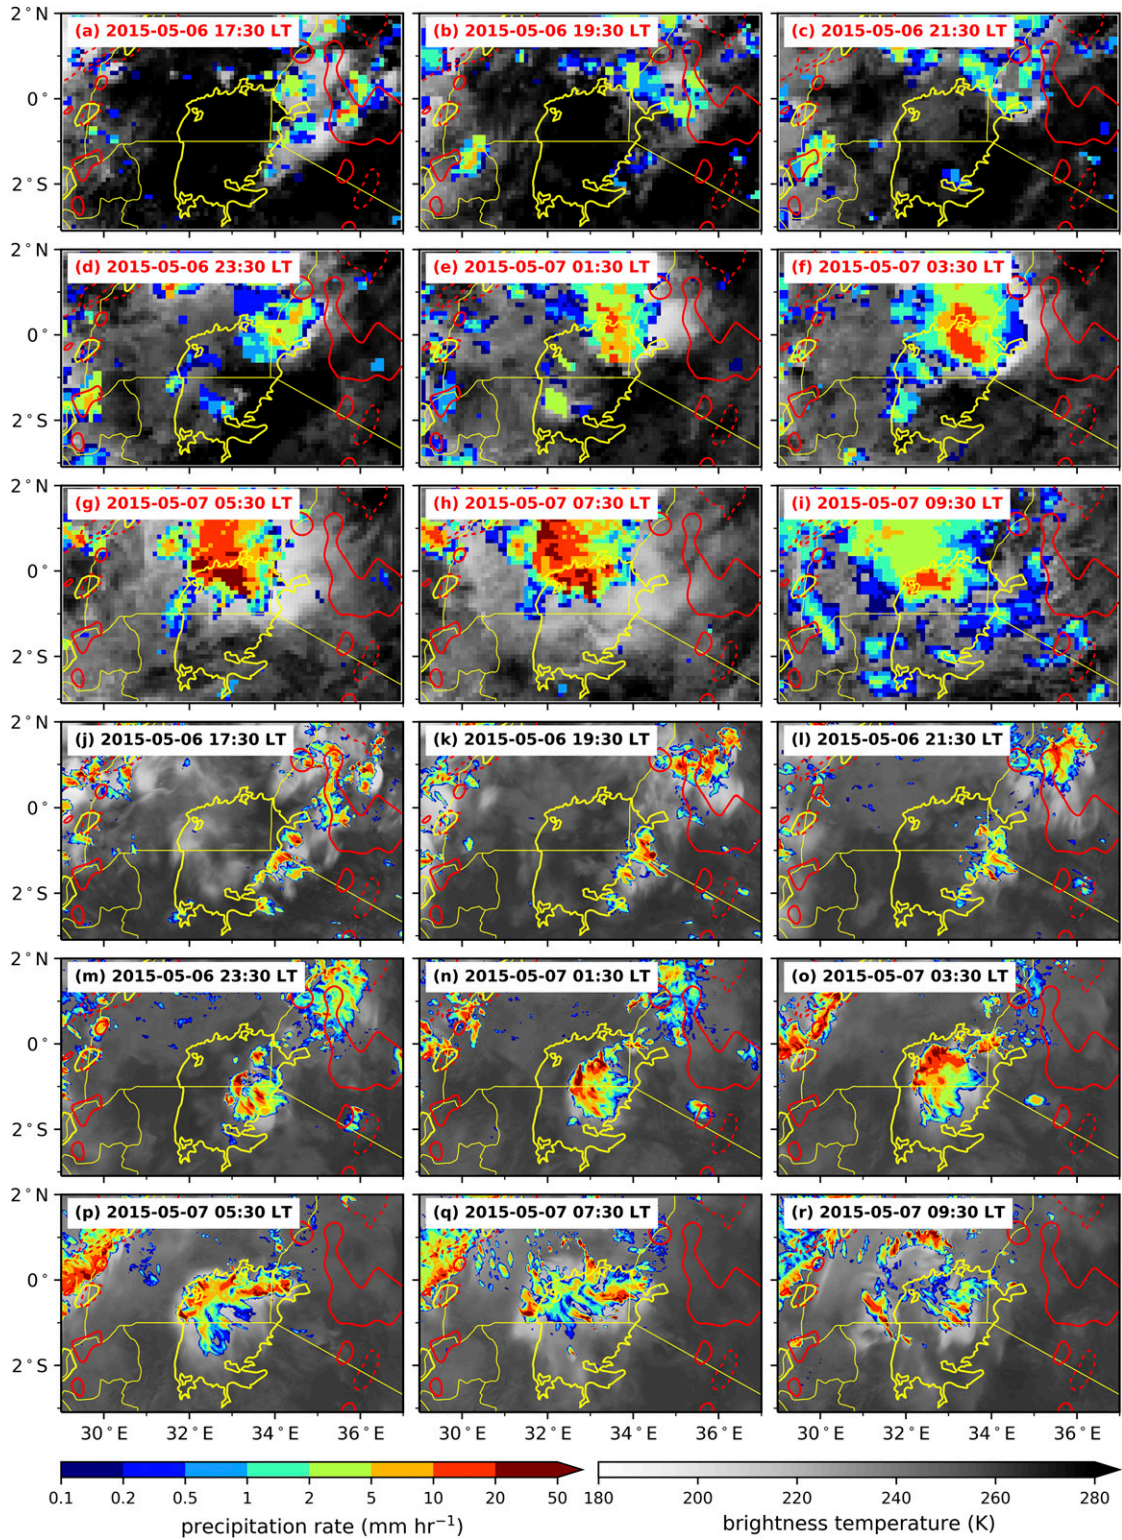 (a) 2015-05-06 17:30 LT
(b) 2015-05-06 19:30 LT
(c) 2015-05-06 21:30 LT
2°N
0°
2°S
(d) 2015-05-06 23:30 LT
(e) 2015-05-07 01:30 LT
(f) 2015-05-07 03:30 LT
2°N
0°
2°S
(g) 2015-05-07 05:30 LT
(h) 2015-05-07 07:30 LT
(i) 2015-05-07 09:30 LT
2°N
0°
2°S
(j) 2015-05-06 17:30 LT
(k) 2015-05-06 19:30 LT
(l) 2015-05-06 21:30 LT
2°N
0°
2°S
(m) 2015-05-06 23:30 LT
(n) 2015-05-07 01:30 LT
(o) 2015-05-07 03:30 LT
2°N
0°
2°S
(p) 2015-05-07 05:30 LT
(q) 2015-05-07 07:30 LT
(r) 2015-05-07 09:30 LT
2°N
0°
2°S
30°E 32°E 34°E 36°E
30°E 32°E 34°E 36°E
30°E 32°E 34°E 36°E
0.1 0.2 0.5 1 2 5 10 20 50
precipitation rate (mm hr⁻¹)
180 200 220 240 260 280
brightness temperature (K)